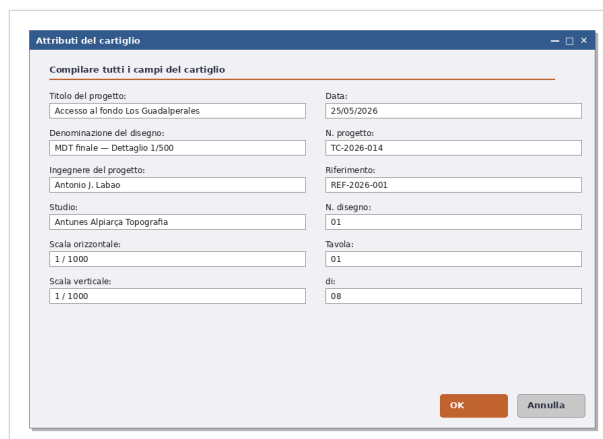 Attributi del cartiglio
Compilare tutti i campi del cartiglio
Titolo del progetto:
Accesso al fondo Los Guadalperales
Data:
25/05/2026
Denominazione del disegno:
MDT finale — Dettaglio 1/500
N. progetto:
TC-2026-014
Ingegnere del progetto:
Antonio J. Labao
Riferimento:
REF-2026-001
Studio:
Antunes Alpiarça Topografia
N. disegno:
01
Scala orizzontale:
1 / 1000
Tavola:
01
Scala verticale:
1 / 1000
di:
08
OK
Annulla